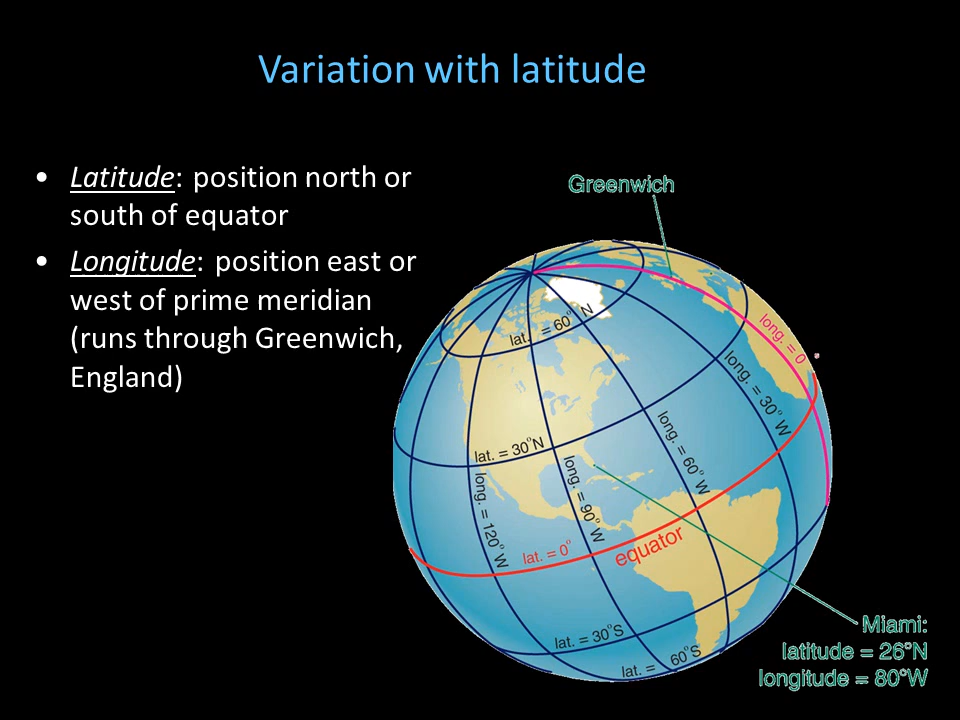 Variation with latitude
• Latitude: position north or
south of equator
• Longitude: position east or
west of prime meridian
(runs through Greenwich,
England)
Greenwich
lat. = 60° N
long. = 0
long. = 30° W
lat. = 30°N
long. = 60° W
long. = 120° W
long. = 90° W
lat. = 0°
equator
lat. = 30°S
lat. = 60°S
Miami:
latitude = 26°N
longitude = 80°W